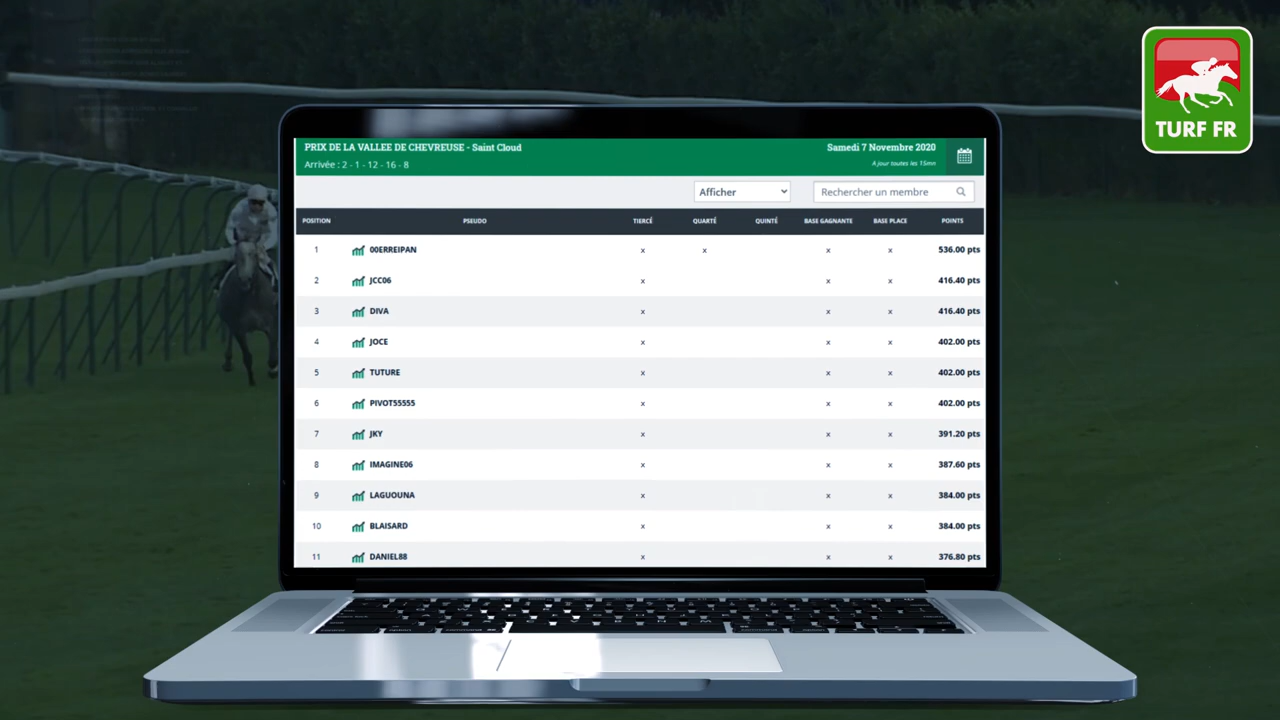 TURF FR
PRIX DE LA VALLEE DE CHEVREUSE - Saint Cloud
Samedi 7 Novembre 2020
Arrivée : 2 - 1 - 12 - 16 - 8
A jour toutes les 15mn
Afficher
Rechercher un membre
POSITION PSEUDO TIERCÉ QUARTÉ QUINTÉ BASE GAGNANTE BASE PLACE POINTS
1 00ERREIPAN x x x x 536.00 pts
2 JCC06 x x x 416.40 pts
3 DIVA x x x 416.40 pts
4 JOCE x x x 402.00 pts
5 TUTURE x x x 402.00 pts
6 PIVOT55555 x x x 402.00 pts
7 JKY x x x 391.20 pts
8 IMAGINE06 x x x 387.60 pts
9 LAGUOUNA x x x 384.00 pts
10 BLAISARD x x x 384.00 pts
11 DANIEL88 x x x 376.80 pts